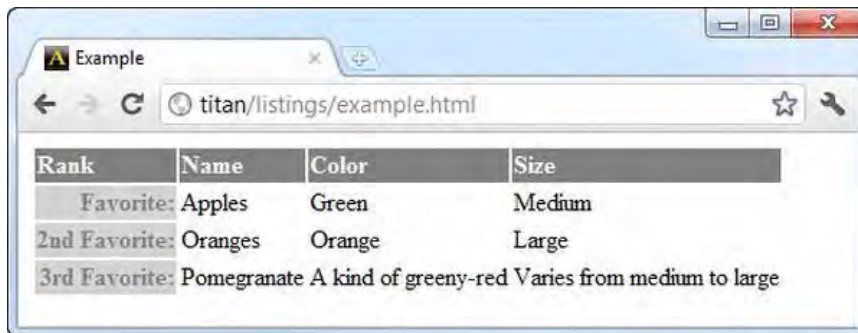 Example
titan/listings/example.html
Rank Name Color Size
Favorite: Apples Green Medium
2nd Favorite: Oranges Orange Large
3rd Favorite: Pomegranate A kind of greeny-red Varies from medium to large